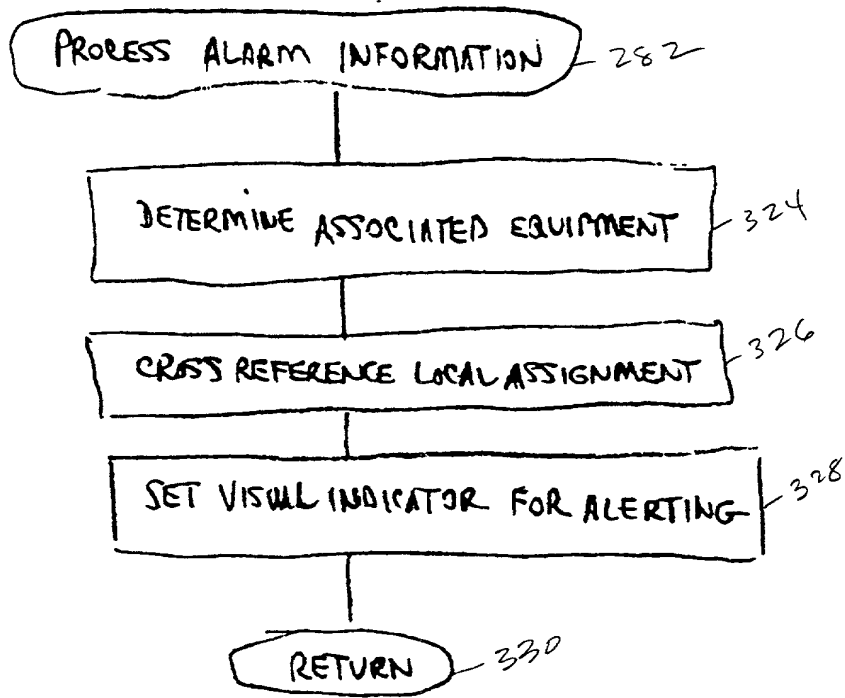 PROCESS ALARM INFORMATION 282
DETERMINE ASSOCIATED EQUIPMENT 324
CROSS REFERENCE LOCAL ASSIGNMENT 326
SET VISUAL INDICATOR FOR ALERTING 328
RETURN 330